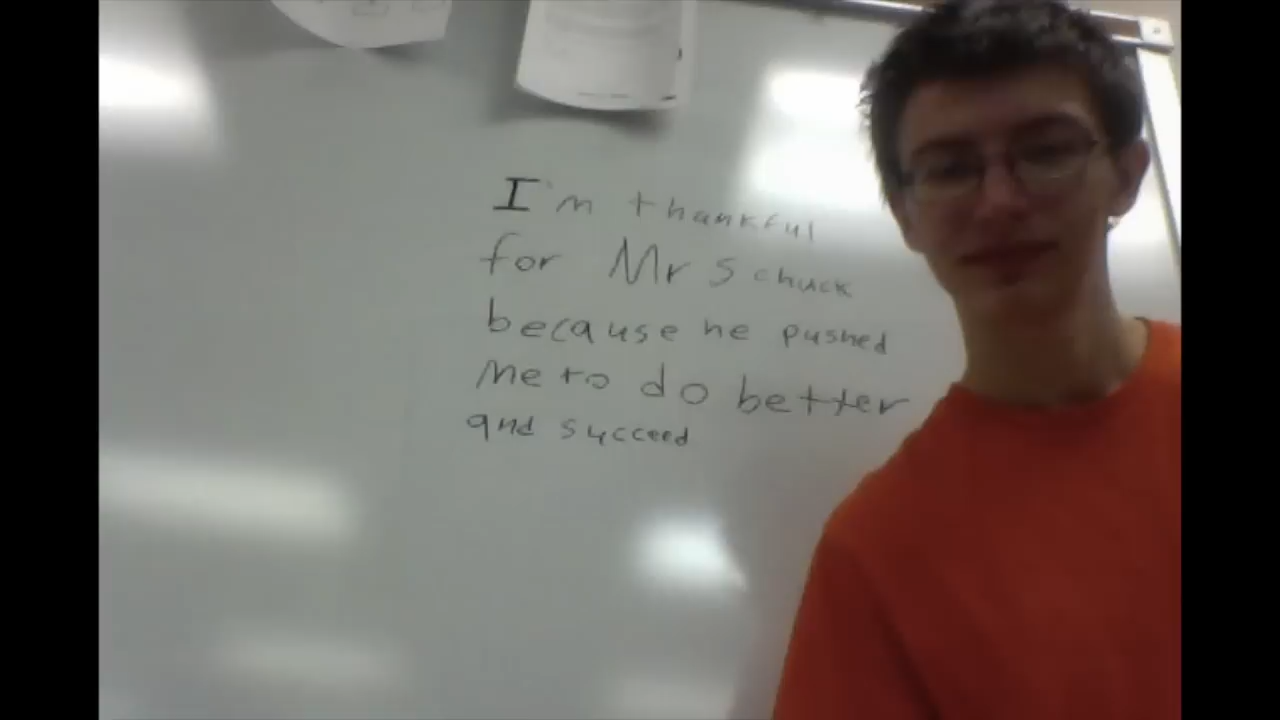 I'm thankful
for Mr Schuck
because he pushed
me to do better
and succeed